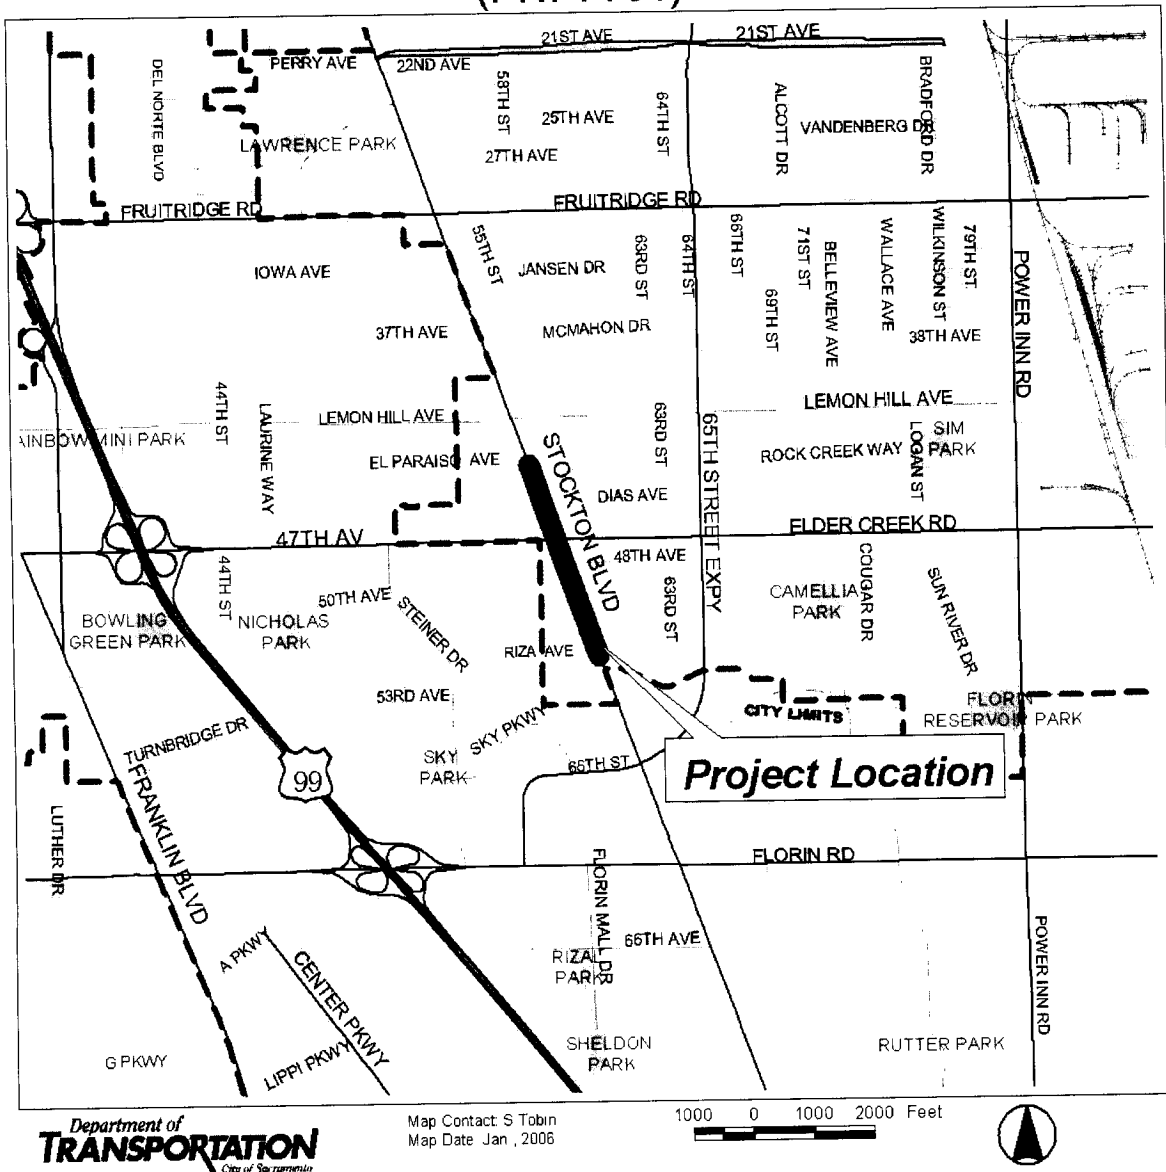 21ST AVE
21ST AVE
PERRY AVE
22ND AVE
DEL NORTE BLVD
58TH ST
64TH ST
ALCOTT DR
BRADFORD DR
25TH AVE
VANDENBERG DR
LAWRENCE PARK
27TH AVE
FRUITRIDGE RD
FRUITRIDGE RD
55TH ST
63RD ST
64TH ST
66TH ST
71ST ST
BELLEVIEW AVE
WALLACE AVE
WILKINSON ST
79TH ST
IOWA AVE
JANSEN DR
POWER INN RD
69TH ST
37TH AVE
MCMAHON DR
38TH AVE
44TH ST
LAURINE WAY
LEMON HILL AVE
LEMON HILL AVE
63RD ST
65TH STREET EXPY
AINBOW MINI PARK
STOCKTON BLVD
LOGAN ST
SIM
PARK
ROCK CREEK WAY
EL PARAISO AVE
DIAS AVE
ELDER CREEK RD
47TH AV
48TH AVE
44TH ST
50TH AVE
STEINER DR
63RD ST
CAMELLIA
PARK
COUGAR DR
SUN RIVER DR
BOWLING
GREEN PARK
NICHOLAS
PARK
RIZA AVE
53RD AVE
SKY PKWY
CITY LIMITS
FLORIN
RESERVOIR PARK
TURNBRIDGE DR
SKY
PARK
65TH ST
99
Project Location
FRANKLIN BLVD
LUTHER DR
FLORIN RD
FLORIN MALL DR
66TH AVE
A PKWY
CENTER PKWY
RIZAL
PARK
POWER INN RD
G PKWY
LIPPI PKWY
SHELDON
PARK
RUTTER PARK
Department of
TRANSPORTATION
City of Sacramento
Map Contact: S Tobin
Map Date Jan , 2006
1000 0 1000 2000 Feet